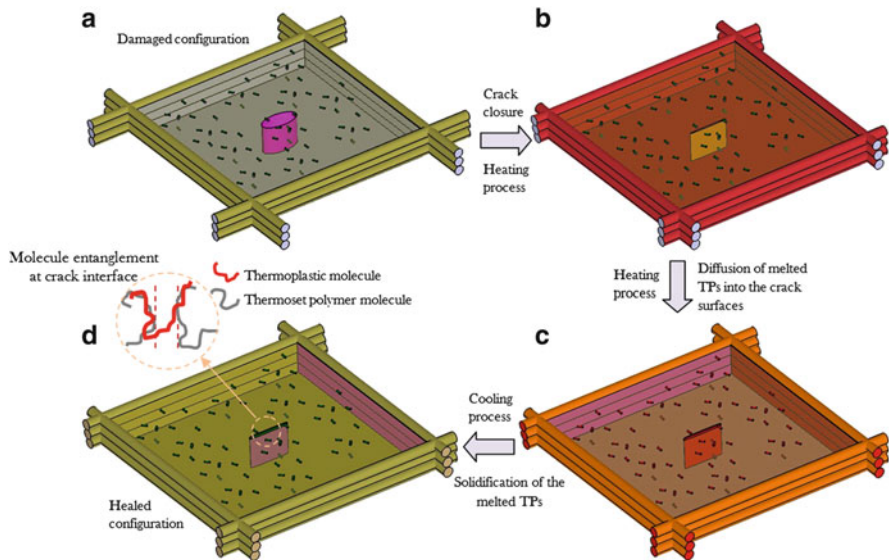 a
Damaged configuration
b
Crack
closure
Heating
process
Molecule entanglement
at crack interface
Thermoplastic molecule
Thermoset polymer molecule
Heating
process
Diffusion of melted
TPs into the crack
surfaces
d
c
Cooling
process
Solidification of the
melted TPs
Healed
configuration